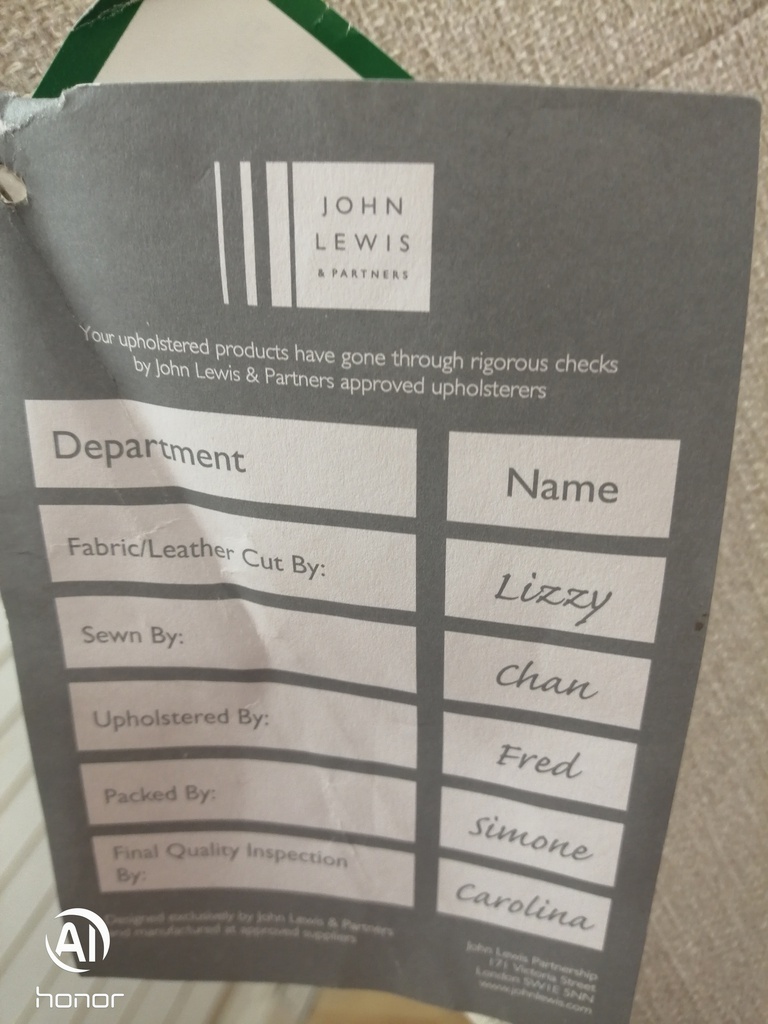 JOHN
LEWIS
& PARTNERS
Your upholstered products have gone through rigorous checks
by John Lewis & Partners approved upholsterers
Department
Name
Fabric/Leather Cut By:
Lizzy
Sewn By:
Chan
Upholstered By:
Fred
Packed By:
Simone
Final Quality Inspection
By:
Carolina
Designed exclusively by John Lewis & Partners
and manufactured at approved suppliers
John Lewis Partnership
171 Victoria Street
London SW1E 5NN
www.johnlewis.com
AI
honor